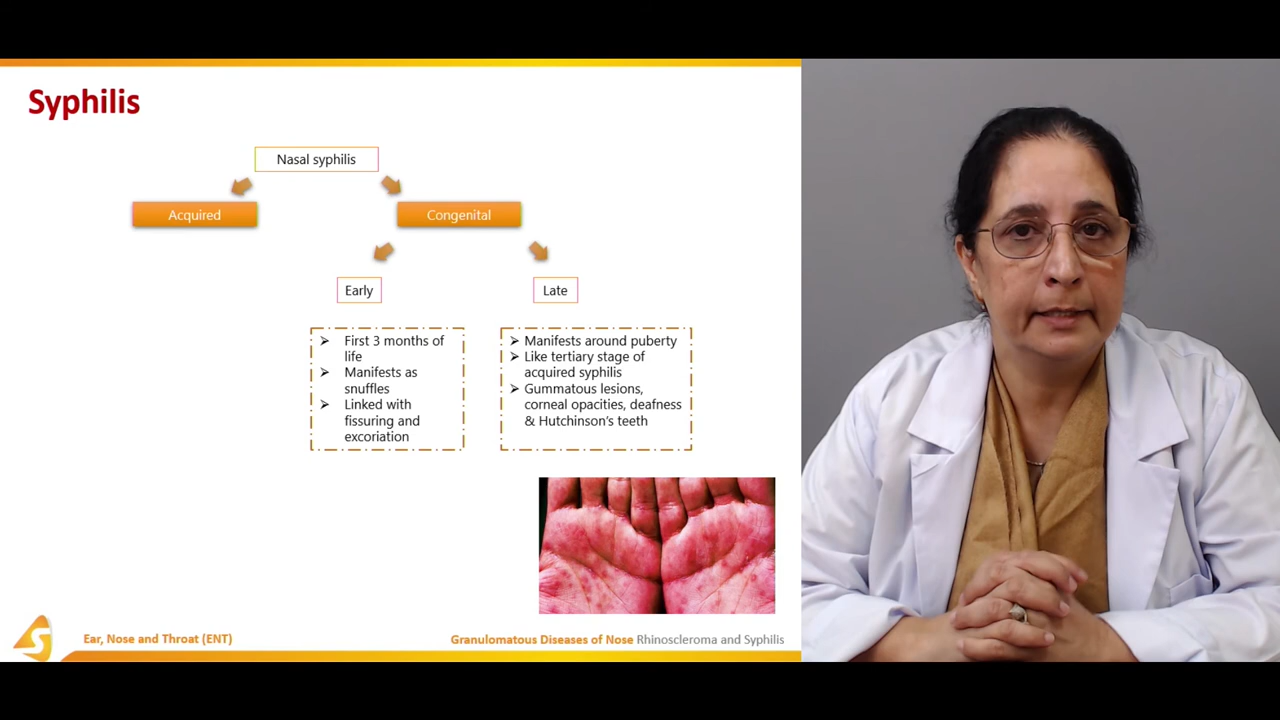 Syphilis
Nasal syphilis
Acquired
Congenital
Early
Late
➢ First 3 months of
life
➢ Manifests as
snuffles
➢ Linked with
fissuring and
excoriation
➢ Manifests around puberty
➢ Like tertiary stage of
acquired syphilis
➢ Gummatous lesions,
corneal opacities, deafness
& Hutchinson's teeth
Ear, Nose and Throat (ENT)
Granulomatous Diseases of Nose Rhinoscleroma and Syphilis